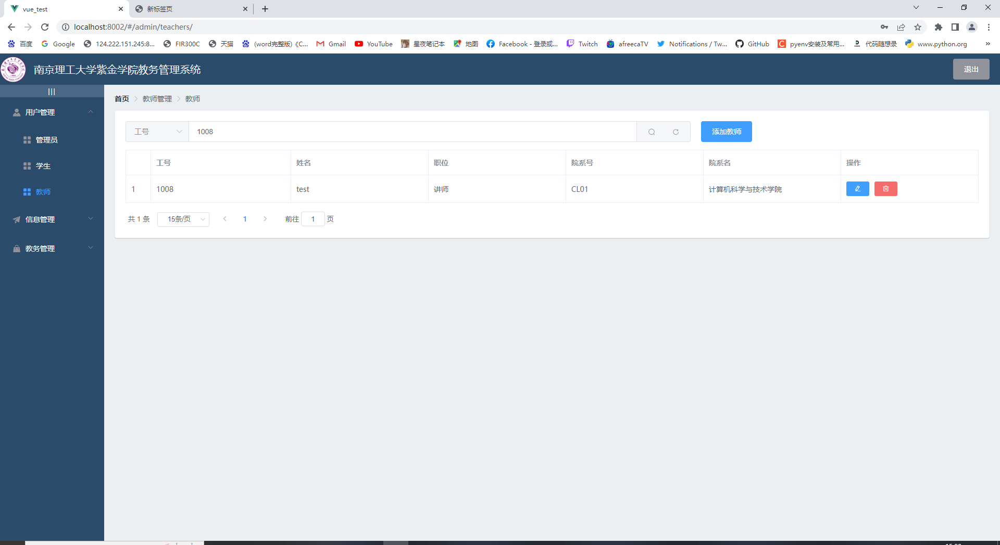 vue_test
新标签页
localhost:8002/#/admin/teachers/
百度 Google 124.222.151.245:8... FIR300C 天猫 (word完整版)《C... Gmail YouTube 星夜笔记本 地图 Facebook - 登录或... Twitch afreecaTV Notifications / Tw... GitHub pyenv安装及常用... 代码随想录 www.python.org »
南京理工大学紫金学院教务管理系统
退出
|||
用户管理
管理员
学生
教师
信息管理
教务管理
首页 > 教师管理 > 教师
工号 1008 添加教师
工号 姓名 职位 院系号 院系名 操作
1 1008 test 讲师 CL01 计算机科学与技术学院
共 1 条 15条/页 < 1 > 前往 1 页